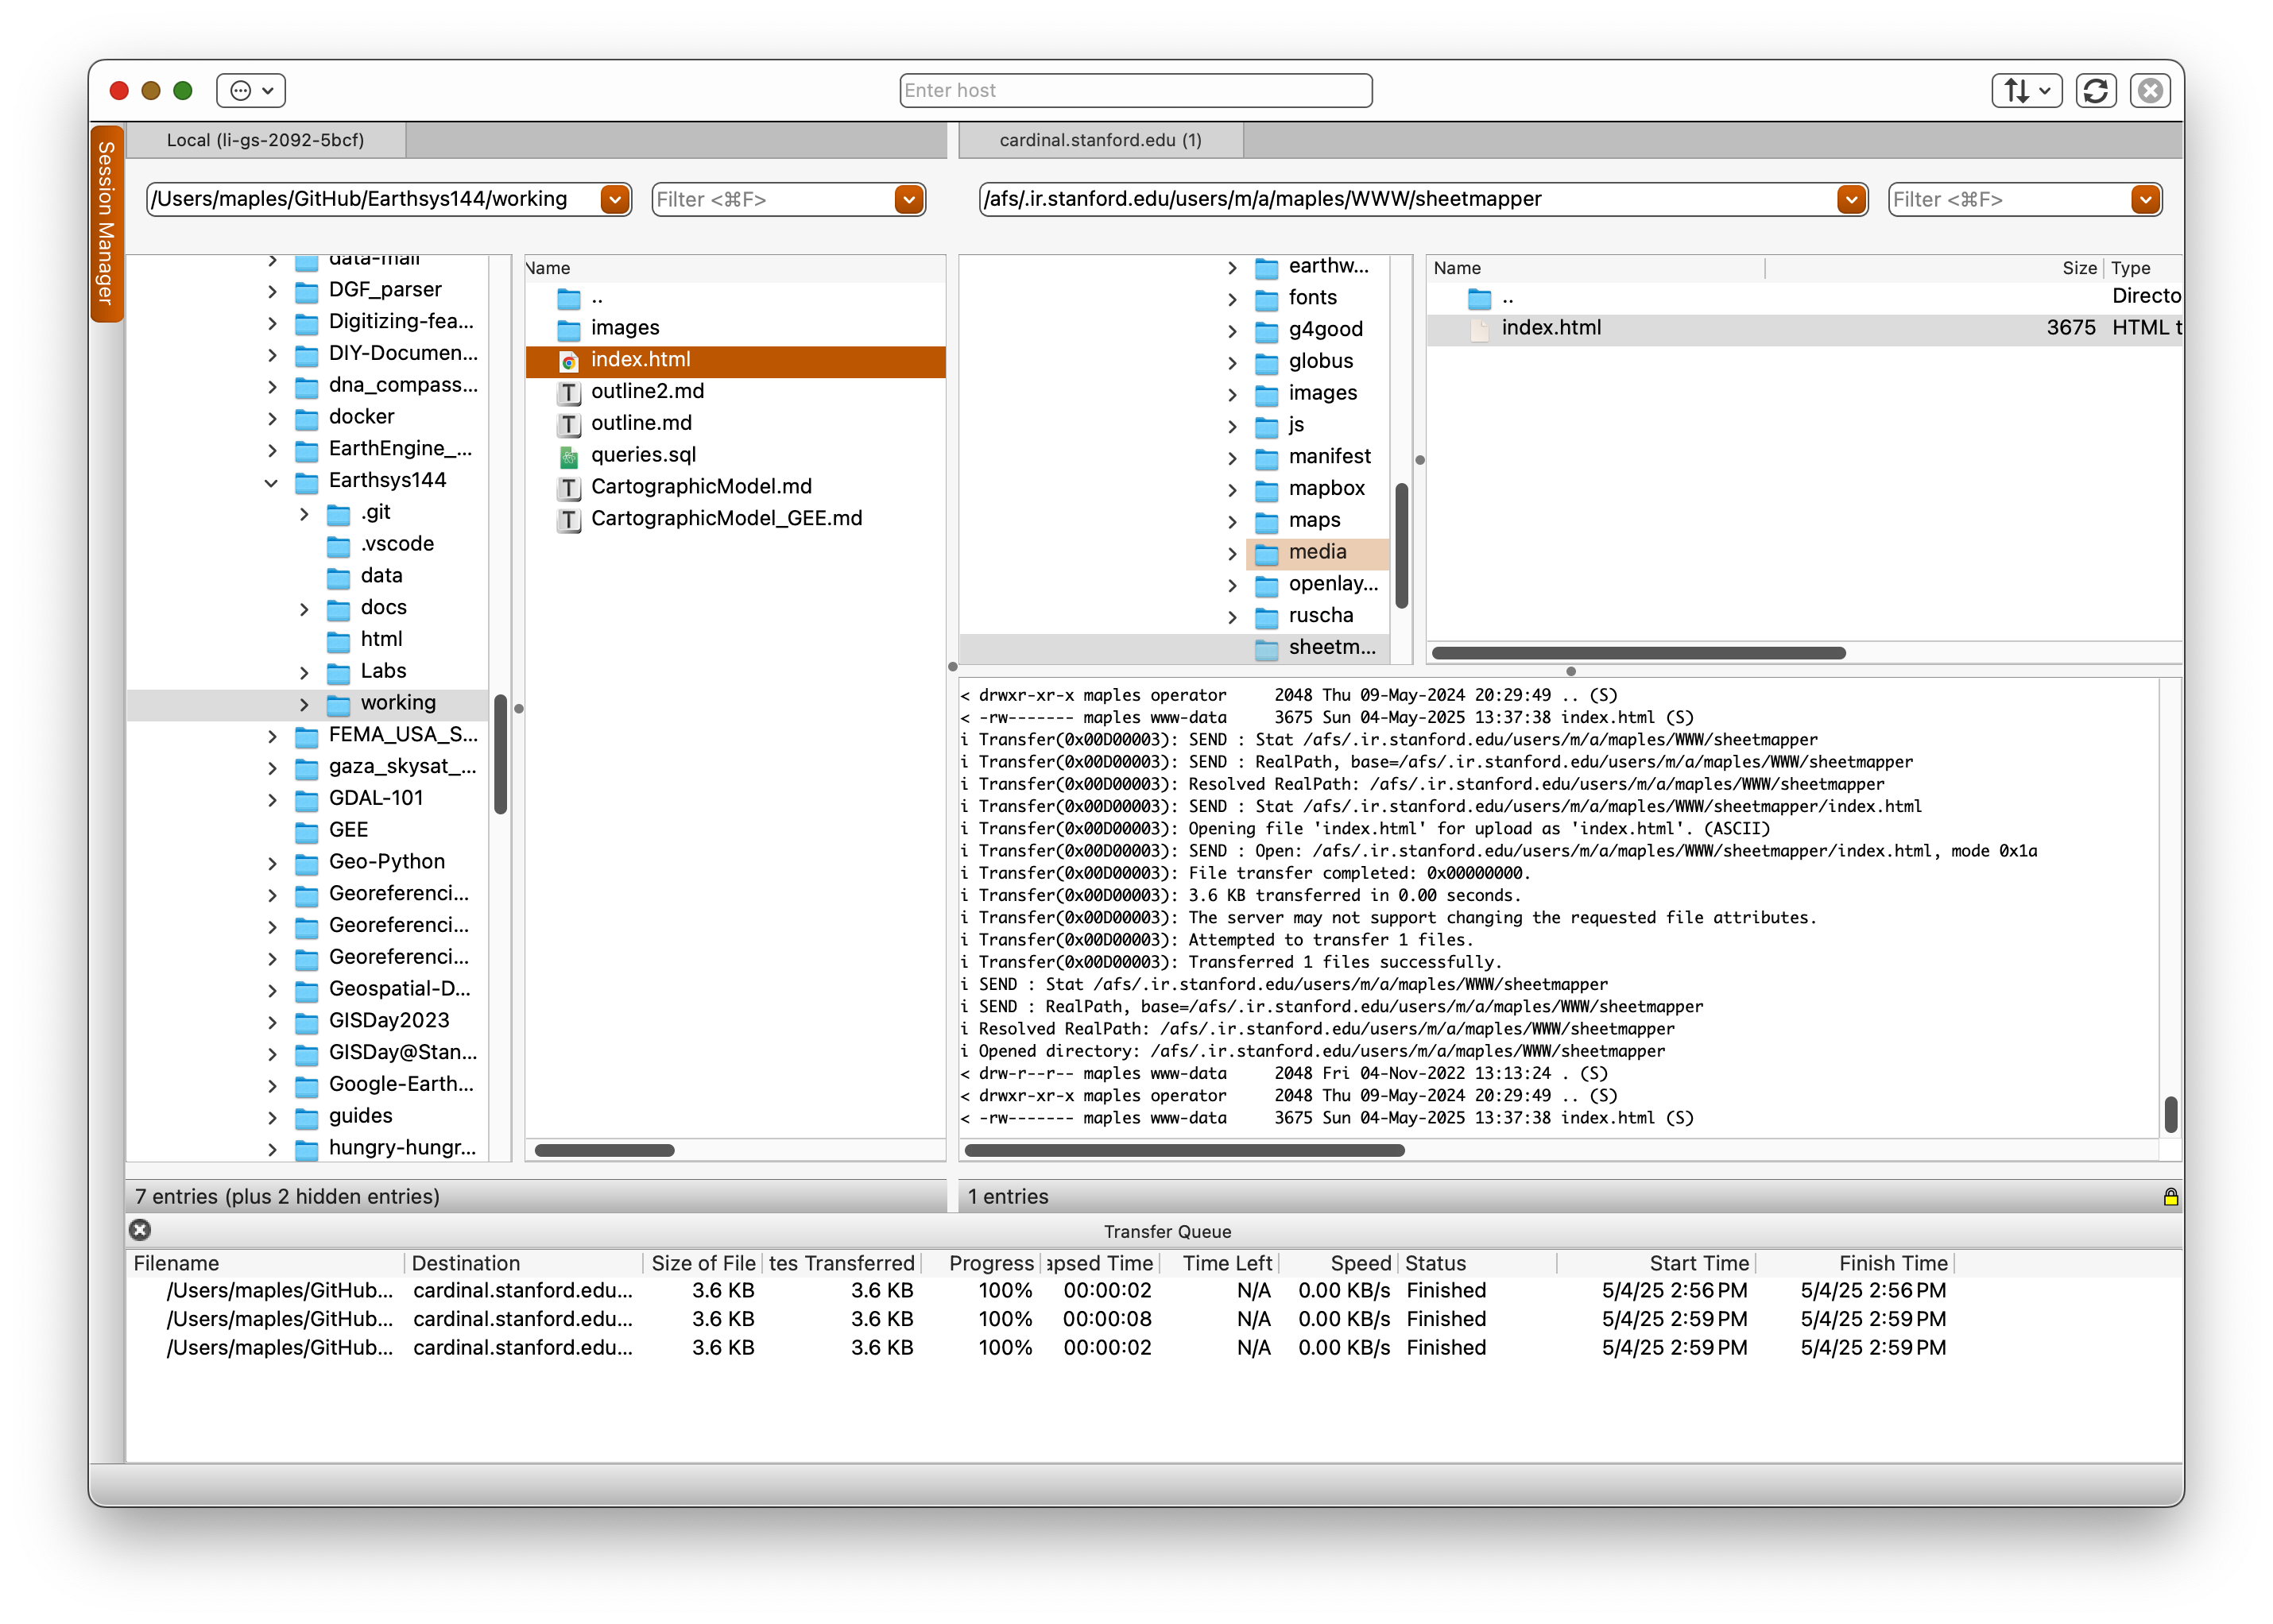 Enter host
Session Manager
Local (li-gs-2092-5bcf)
cardinal.stanford.edu (1)
/Users/maples/GitHub/Earthsys144/working
Filter <⌘F>
/afs/.ir.stanford.edu/users/m/a/maples/WWW/sheetmapper
Filter <⌘F>
data-mail
DGF_parser
Digitizing-fea...
DIY-Documen...
dna_compass...
docker
EarthEngine_...
Earthsys144
.git
.vscode
data
docs
html
Labs
working
FEMA_USA_S...
gaza_skysat_...
GDAL-101
GEE
Geo-Python
Georeferenci...
Georeferenci...
Georeferenci...
Geospatial-D...
GISDay2023
GISDay@Stan...
Google-Earth...
guides
hungry-hungr...
Name
..
images
index.html
outline2.md
outline.md
queries.sql
CartographicModel.md
CartographicModel_GEE.md
earthw...
fonts
g4good
globus
images
js
manifest
mapbox
maps
media
openlay...
ruscha
sheetm...
Name Size Type
.. Directo
index.html 3675 HTML t
< drwxr-xr-x maples operator     2048 Thu 09-May-2024 20:29:49 .. (S)
< -rw------- maples www-data     3675 Sun 04-May-2025 13:37:38 index.html (S)
i Transfer(0x00D00003): SEND : Stat /afs/.ir.stanford.edu/users/m/a/maples/WWW/sheetmapper
i Transfer(0x00D00003): SEND : RealPath, base=/afs/.ir.stanford.edu/users/m/a/maples/WWW/sheetmapper
i Transfer(0x00D00003): Resolved RealPath: /afs/.ir.stanford.edu/users/m/a/maples/WWW/sheetmapper
i Transfer(0x00D00003): SEND : Stat /afs/.ir.stanford.edu/users/m/a/maples/WWW/sheetmapper/index.html
i Transfer(0x00D00003): Opening file 'index.html' for upload as 'index.html'. (ASCII)
i Transfer(0x00D00003): SEND : Open: /afs/.ir.stanford.edu/users/m/a/maples/WWW/sheetmapper/index.html, mode 0x1a
i Transfer(0x00D00003): File transfer completed: 0x00000000.
i Transfer(0x00D00003): 3.6 KB transferred in 0.00 seconds.
i Transfer(0x00D00003): The server may not support changing the requested file attributes.
i Transfer(0x00D00003): Attempted to transfer 1 files.
i Transfer(0x00D00003): Transferred 1 files successfully.
i SEND : Stat /afs/.ir.stanford.edu/users/m/a/maples/WWW/sheetmapper
i SEND : RealPath, base=/afs/.ir.stanford.edu/users/m/a/maples/WWW/sheetmapper
i Resolved RealPath: /afs/.ir.stanford.edu/users/m/a/maples/WWW/sheetmapper
i Opened directory: /afs/.ir.stanford.edu/users/m/a/maples/WWW/sheetmapper
< drw-r--r-- maples www-data     2048 Fri 04-Nov-2022 13:13:24 . (S)
< drwxr-xr-x maples operator     2048 Thu 09-May-2024 20:29:49 .. (S)
< -rw------- maples www-data     3675 Sun 04-May-2025 13:37:38 index.html (S)
7 entries (plus 2 hidden entries)
1 entries
Transfer Queue
Filename Destination Size of File tes Transferred Progress apsed Time Time Left Speed Status Start Time Finish Time
/Users/maples/GitHub... cardinal.stanford.edu... 3.6 KB 3.6 KB 100% 00:00:02 N/A 0.00 KB/s Finished 5/4/25 2:56 PM 5/4/25 2:56 PM
/Users/maples/GitHub... cardinal.stanford.edu... 3.6 KB 3.6 KB 100% 00:00:08 N/A 0.00 KB/s Finished 5/4/25 2:59 PM 5/4/25 2:59 PM
/Users/maples/GitHub... cardinal.stanford.edu... 3.6 KB 3.6 KB 100% 00:00:02 N/A 0.00 KB/s Finished 5/4/25 2:59 PM 5/4/25 2:59 PM